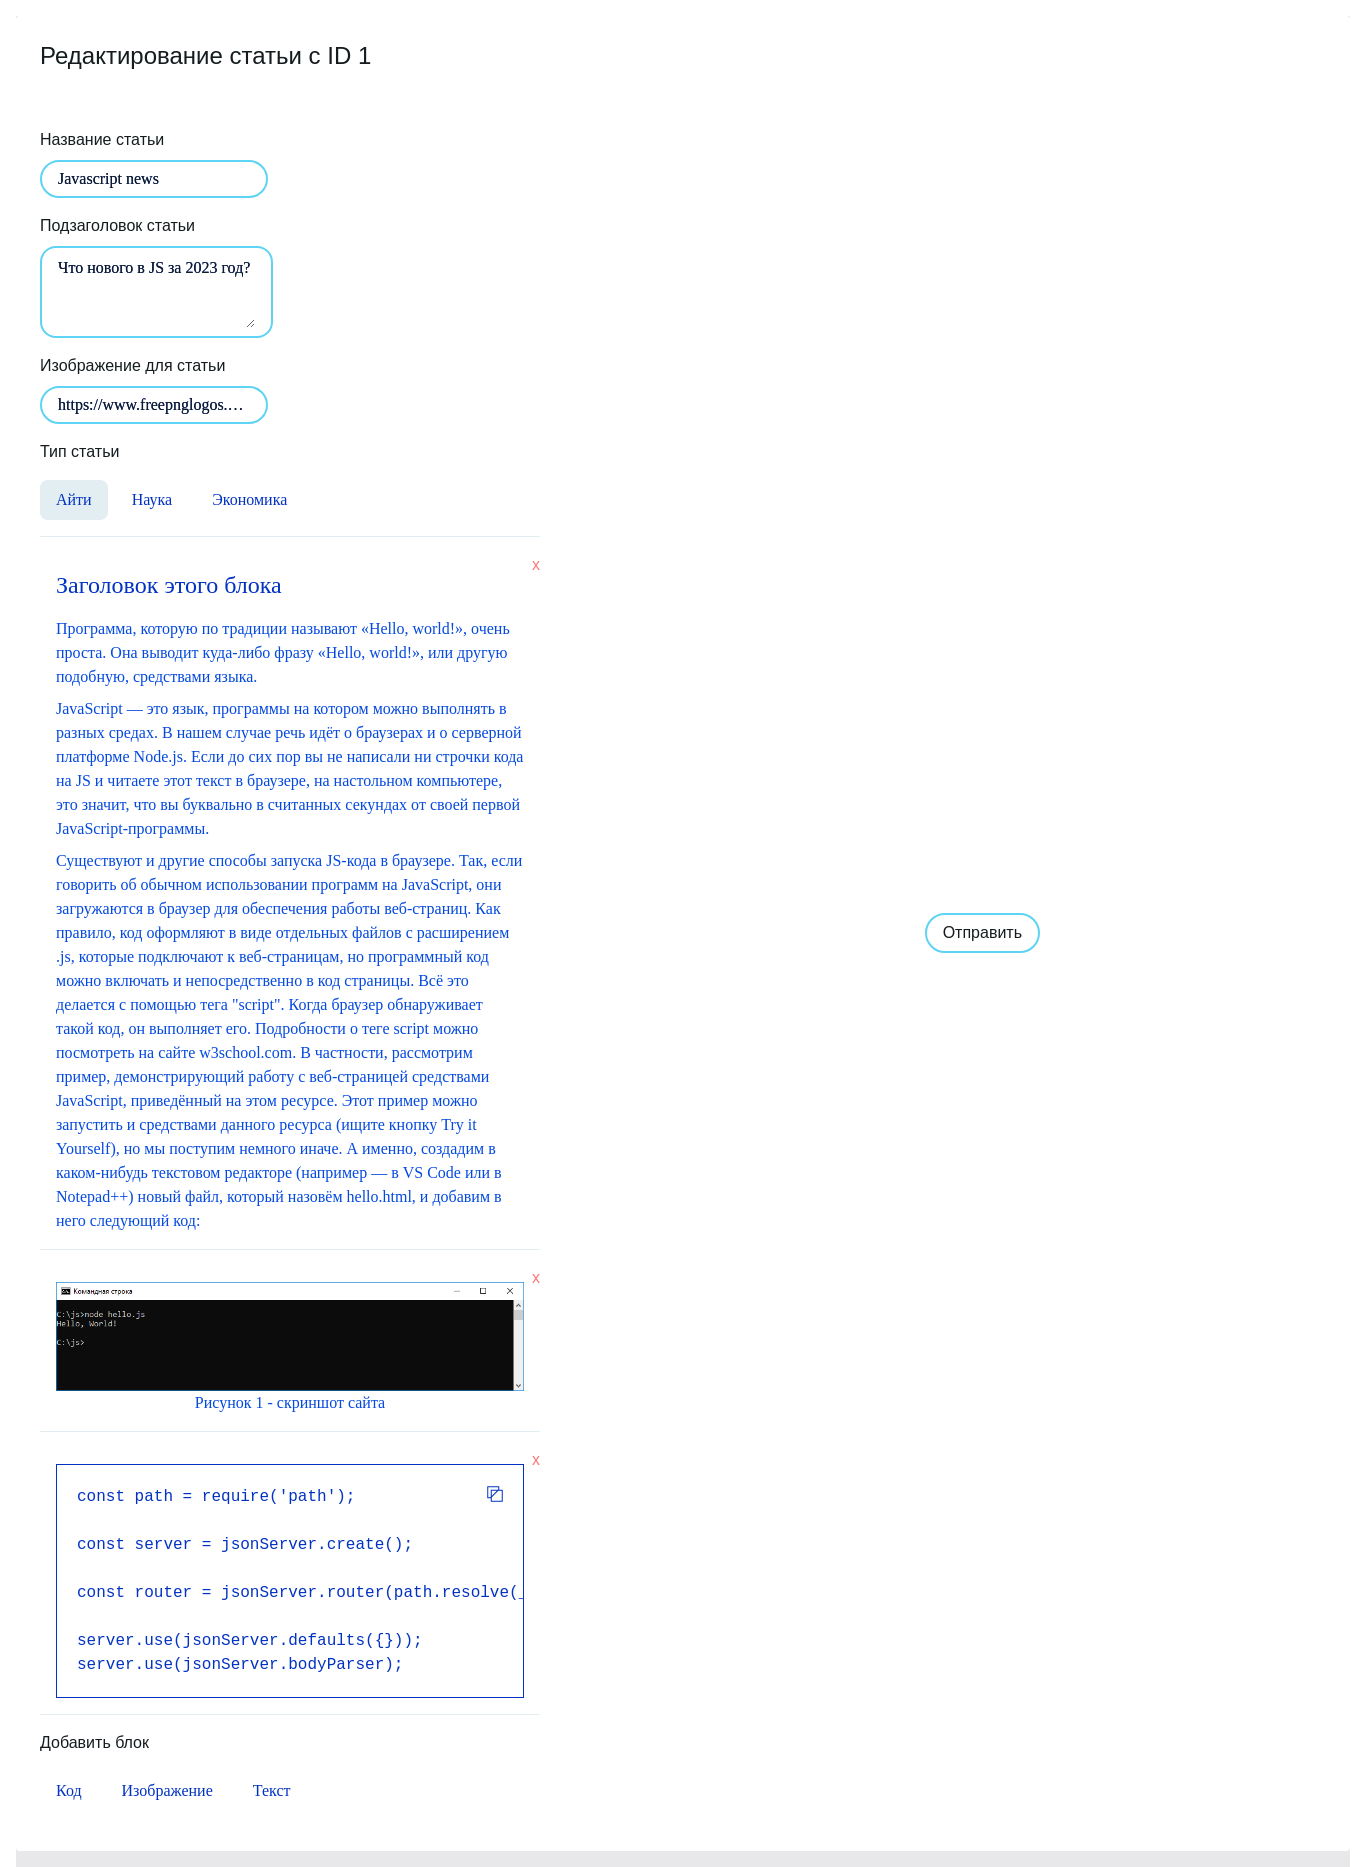 Редактирование статьи с ID 1
Название статьи
Javascript news
Подзаголовок статьи
Что нового в JS за 2023 год?
Изображение для статьи
https://www.freepnglogos.…
Тип статьи
Айти Наука Экономика
X
Заголовок этого блока
Программа, которую по традиции называют «Hello, world!», очень
проста. Она выводит куда-либо фразу «Hello, world!», или другую
подобную, средствами языка.
JavaScript — это язык, программы на котором можно выполнять в
разных средах. В нашем случае речь идёт о браузерах и о серверной
платформе Node.js. Если до сих пор вы не написали ни строчки кода
на JS и читаете этот текст в браузере, на настольном компьютере,
это значит, что вы буквально в считанных секундах от своей первой
JavaScript-программы.
Существуют и другие способы запуска JS-кода в браузере. Так, если
говорить об обычном использовании программ на JavaScript, они
загружаются в браузер для обеспечения работы веб-страниц. Как
правило, код оформляют в виде отдельных файлов с расширением
.js, которые подключают к веб-страницам, но программный код
можно включать и непосредственно в код страницы. Всё это
делается с помощью тега "script". Когда браузер обнаруживает
такой код, он выполняет его. Подробности о теге script можно
посмотреть на сайте w3school.com. В частности, рассмотрим
пример, демонстрирующий работу с веб-страницей средствами
JavaScript, приведённый на этом ресурсе. Этот пример можно
запустить и средствами данного ресурса (ищите кнопку Try it
Yourself), но мы поступим немного иначе. А именно, создадим в
каком-нибудь текстовом редакторе (например — в VS Code или в
Notepad++) новый файл, который назовём hello.html, и добавим в
него следующий код:
Отправить
X
Командная строка
C:\js>node hello.js
Hello, World!
C:\js>
Рисунок 1 - скриншот сайта
X
const path = require('path');
const server = jsonServer.create();
const router = jsonServer.router(path.resolve(_
server.use(jsonServer.defaults({}));
server.use(jsonServer.bodyParser);
Добавить блок
Код Изображение Текст